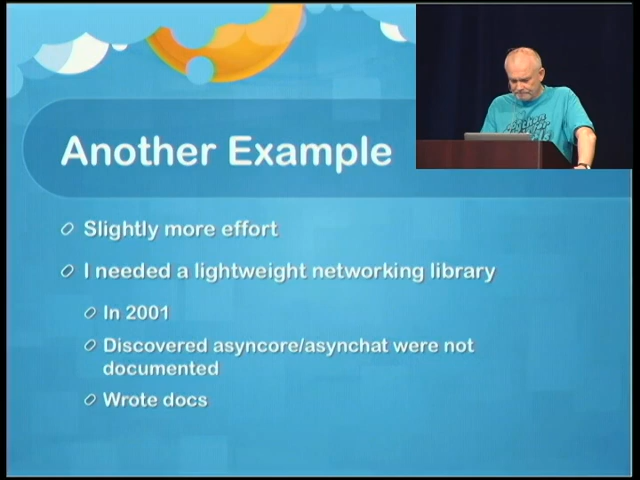 Another Example
Slightly more effort
I needed a lightweight networking library
In 2001
Discovered asyncore/asynchat were not
documented
Wrote docs